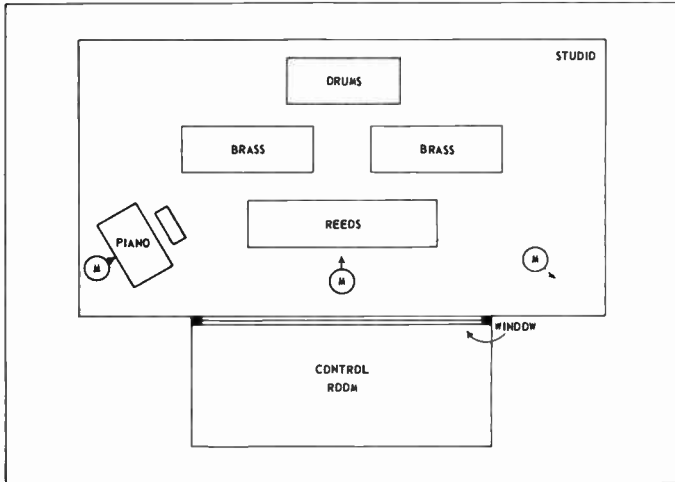 STUDIO
DRUMS
BRASS BRASS
REEDS
PIANO
M
M
M
WINDOW
CONTROL
ROOM